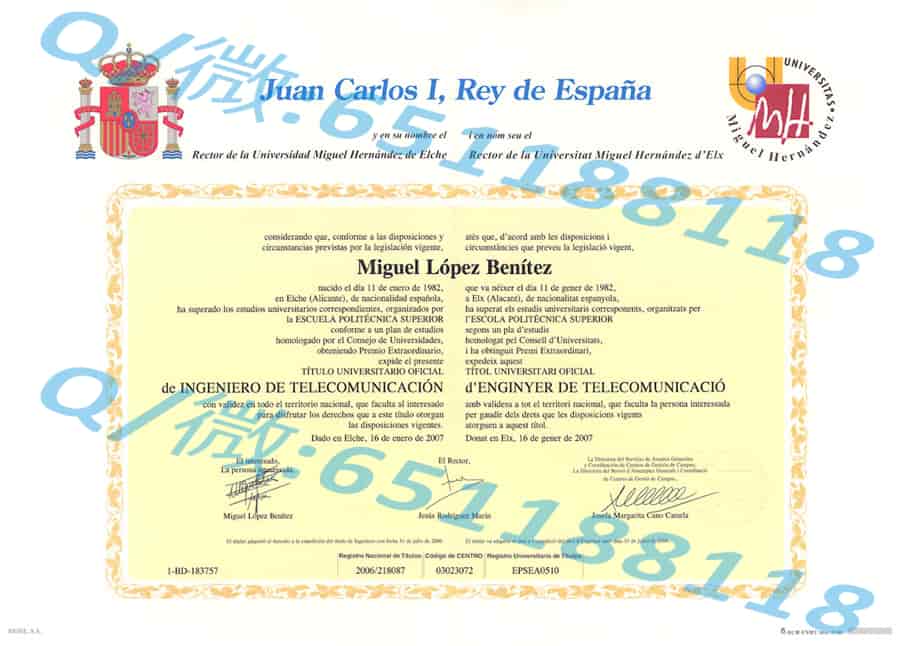 Juan Carlos I, Rey de España
UNIVERSITAS
Miguel Hernández
y en su nombre el
Rector de la Universidad Miguel Hernández de Elche
i en nom seu el
Rector de la Universitat Miguel Hernández d'Elx
considerando que, conforme a las disposiciones y
circunstancias previstas por la legislación vigente,
atès que, d'acord amb les disposicions i
circumstàncies que preveu la legislació vigent,
Miguel López Benítez
nacido el día 11 de enero de 1982,
en Elche (Alicante), de nacionalidad española,
ha superado los estudios universitarios correspondientes, organizados por
la ESCUELA POLITÉCNICA SUPERIOR
conforme a un plan de estudios
homologado por el Consejo de Universidades,
obteniendo Premio Extraordinario,
expide el presente
TÍTULO UNIVERSITARIO OFICIAL
de INGENIERO DE TELECOMUNICACIÓN
con validez en todo el territorio nacional, que faculta al interesado
para disfrutar los derechos que a este título otorgan
las disposiciones vigentes.
Dado en Elche, 16 de enero de 2007
que va nèixer el dia 11 de gener de 1982,
a Elx (Alacant), de nacionalitat espanyola,
ha superat els estudis universitaris corresponents, organitzats per
l'ESCOLA POLITÈCNICA SUPERIOR
segons un pla d'estudis
homologat pel Consell d'Universitats,
i ha obtingut Premi Extraordinari,
expedeix aquest
TÍTOL UNIVERSITARI OFICIAL
d'ENGINYER DE TELECOMUNICACIÓ
amb validesa a tot el territori nacional, que faculta la persona interessada
per gaudir dels drets que les disposicions vigents
atorguen a aquest títol.
Donat en Elx, 16 de gener de 2007
El interesado,
La persona interessada
Miguel López Benítez
El Rector,
Jesús Rodríguez Marín
Josefa Margarita Cano Canuela
Registro Nacional de Títulos
Código de CENTRO
Registro Universitario de Títulos
1-BD-183757
2006/218087
03023072
EPSEA0510
Q/微:651188118
Q/微:651188118